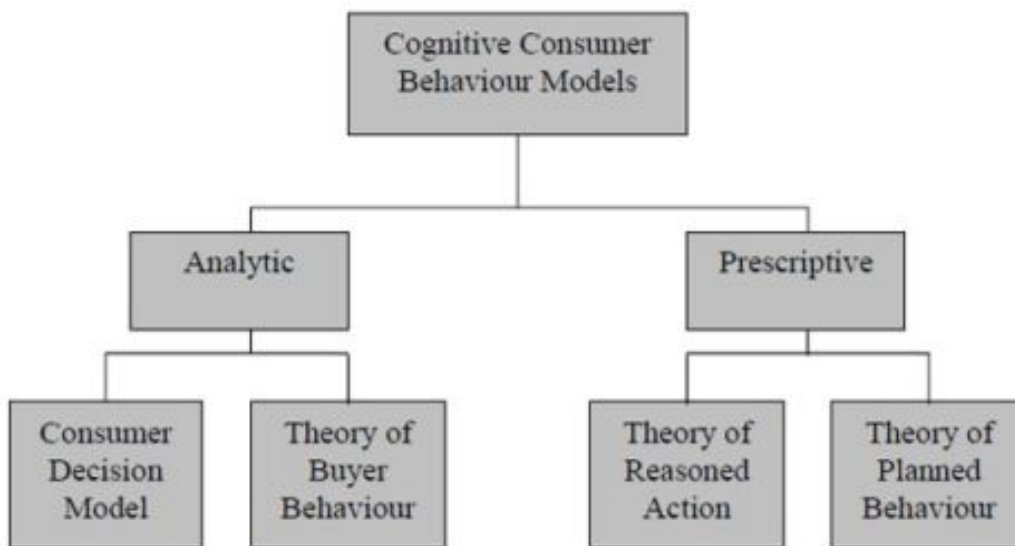 Cognitive Consumer
Behaviour Models
Analytic
Prescriptive
Consumer
Decision
Model
Theory of
Buyer
Behaviour
Theory of
Reasoned
Action
Theory of
Planned
Behaviour